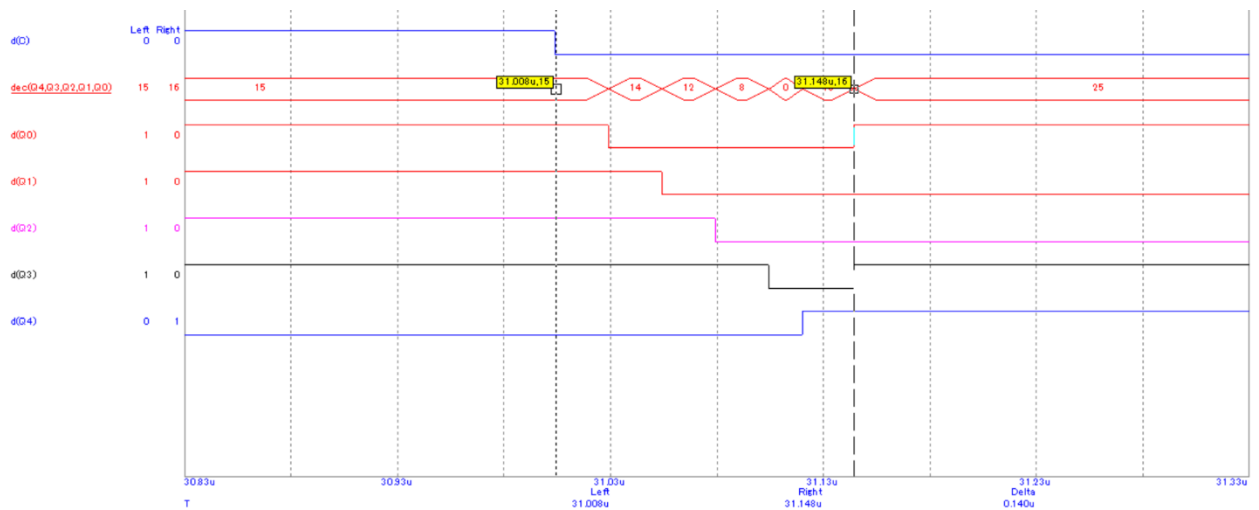 Left Right
d(C) 0 0
dec(Q4,Q3,Q2,Q1,Q0) 15 16 15 31.008u,15 14 12 8 0 31.148u,16 25
d(Q0) 1 0
d(Q1) 1 0
d(Q2) 1 0
d(Q3) 1 0
d(Q4) 0 1
30.83u 30.93u 31.03u 31.13u 31.23u 31.33u
Left Right Delta
T 31.008u 31.148u 0.140u